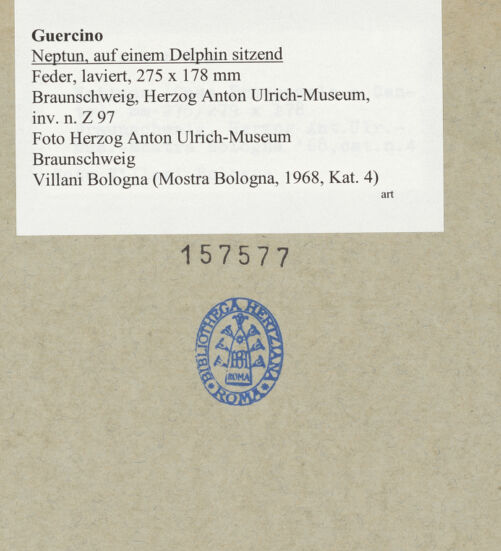 Guercino
Neptun, auf einem Delphin sitzend
Feder, laviert, 275 x 178 mm
Braunschweig, Herzog Anton Ulrich-Museum,
inv. n. Z 97
Foto Herzog Anton Ulrich-Museum
Braunschweig
Villani Bologna (Mostra Bologna, 1968, Kat. 4)
art
157577
BIBLIOTHECA HERTZIANA
ROMA
ROMA